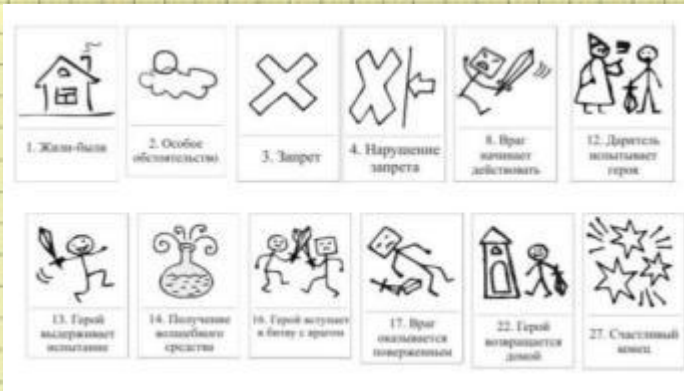 1. Жили-были
2. Особое
обстоятельство
3. Запрет
4. Нарушение
запрета
8. Враг
начинает
действовать
12. Даритель
испытывает
героя
13. Герой
выдерживает
испытание
14. Получение
волшебного
средства
16. Герой вступает
в битву с врагом
17. Враг
оказывается
поверженным
22. Герой
возвращается
домой
27. Счастливый
конец